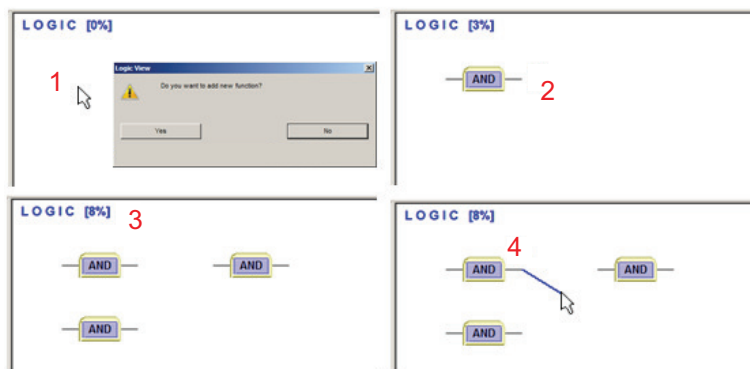 LOGIC [0%]
1
Logic View
Do you want to add new function?
Yes
No
LOGIC [3%]
AND
2
LOGIC [8%]
3
AND
AND
AND
LOGIC [8%]
4
AND
AND
AND